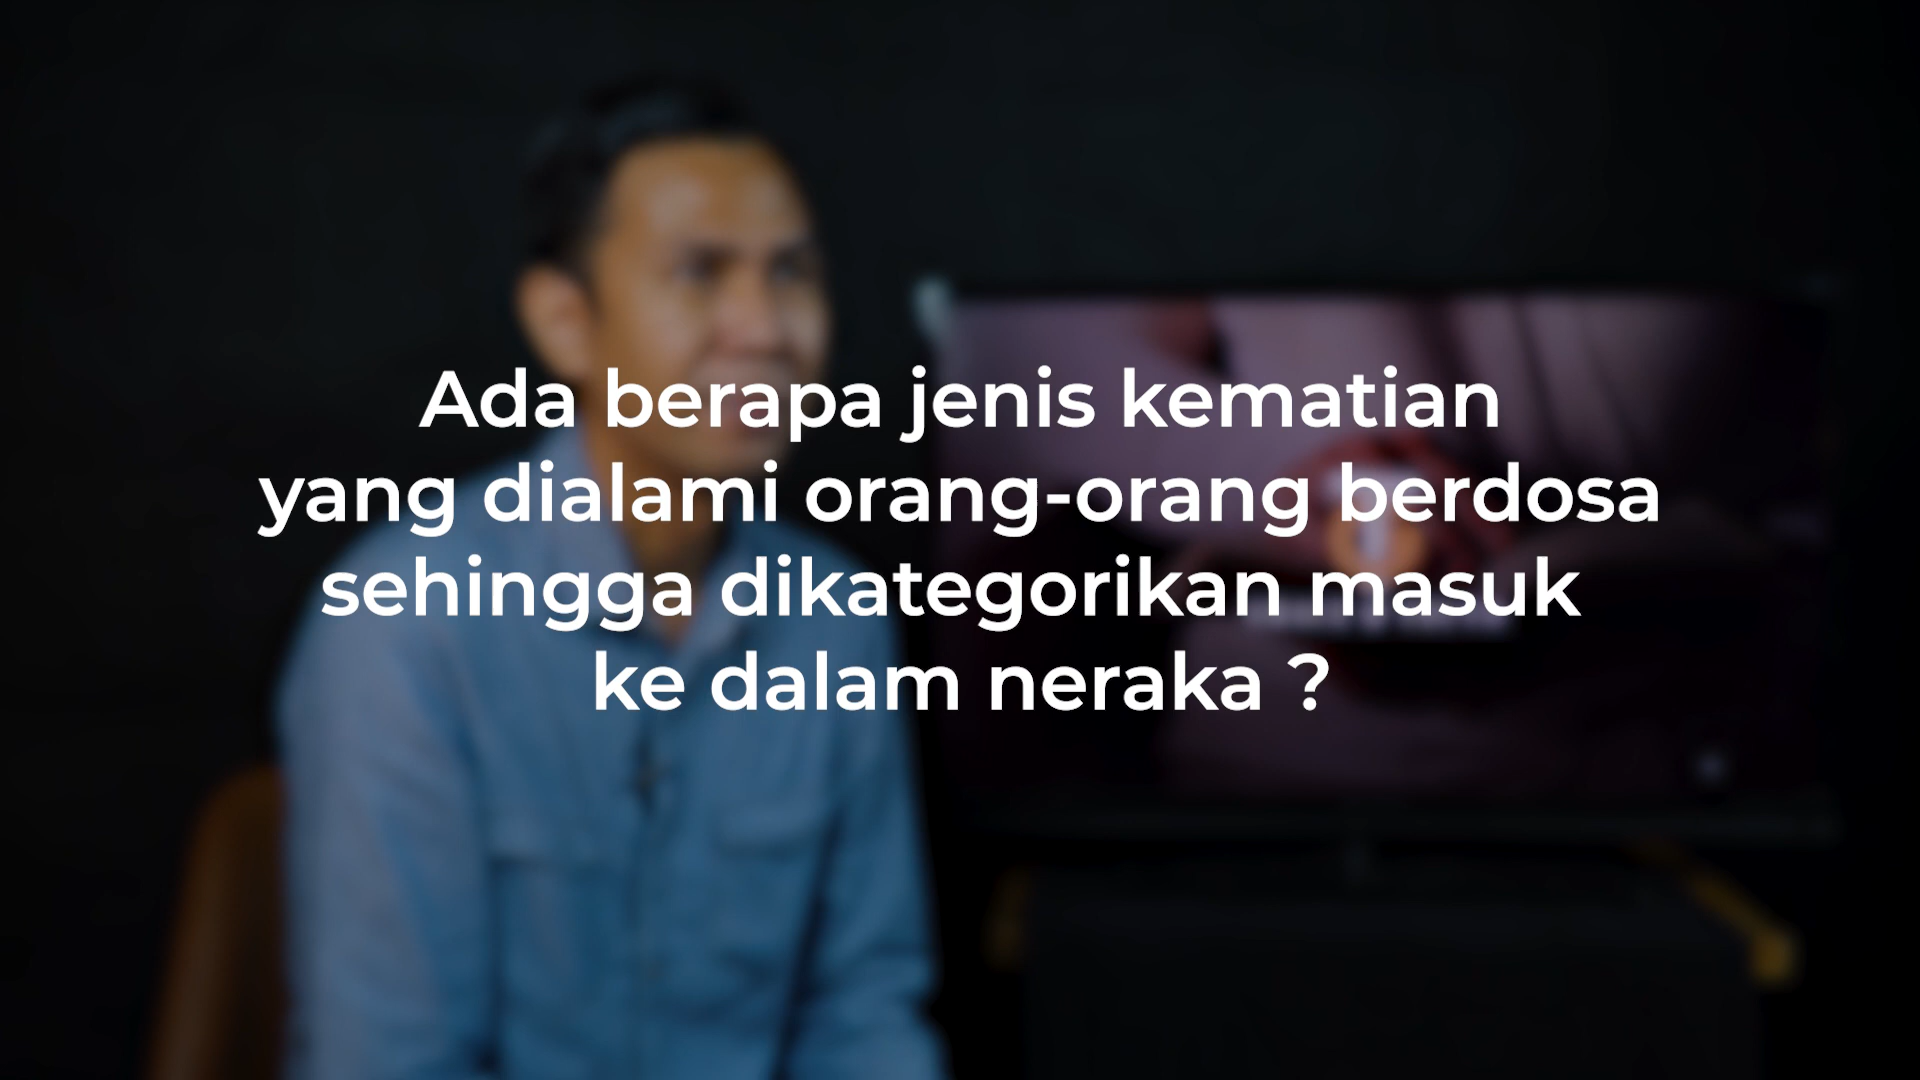 Ada berapa jenis kematian
yang dialami orang-orang berdosa
sehingga dikategorikan masuk
ke dalam neraka ?